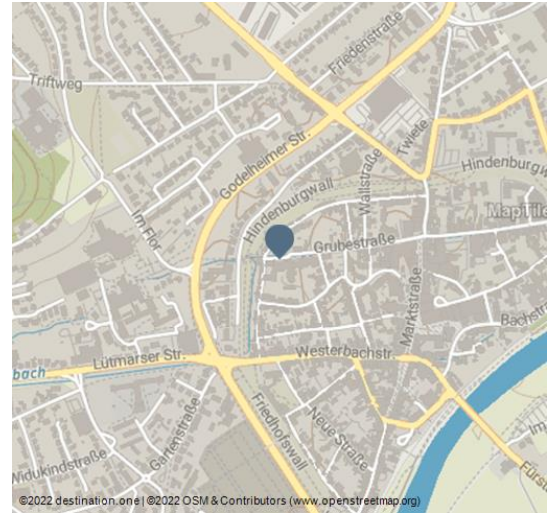 Friedenstraße
Triftweg
Godelheimer Str.
Twiete
Wallstraße
Hindenburgw
Hindenburgwall
Im Flor
MapTile
Grubestraße
Marktstraße
Bachstr
Lütmarser Str.
Westerbachstr.
bach
Neue Straße
Friedhofswall
Gartenstraße
Widukindstraße
Im
Fürst
©2022 destination.one | ©2022 OSM & Contributors (www.openstreetmap.org)